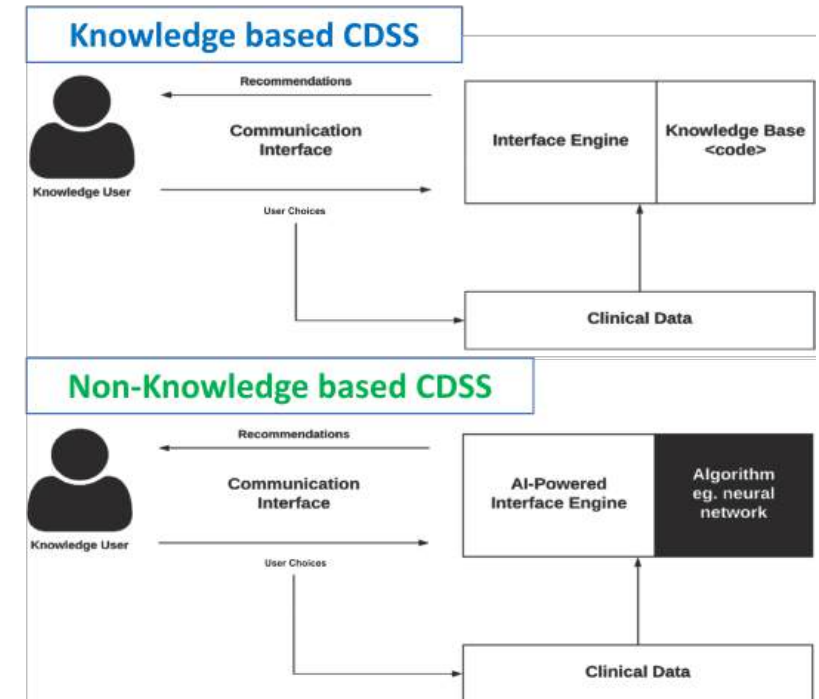 Knowledge based CDSS
Recommendations
Communication
Interface
Knowledge User
User Choices
Interface Engine
Knowledge Base
<code>
Clinical Data
Non-Knowledge based CDSS
Recommendations
Communication
Interface
Knowledge User
User Choices
AI-Powered
Interface Engine
Algorithm
eg. neural
network
Clinical Data